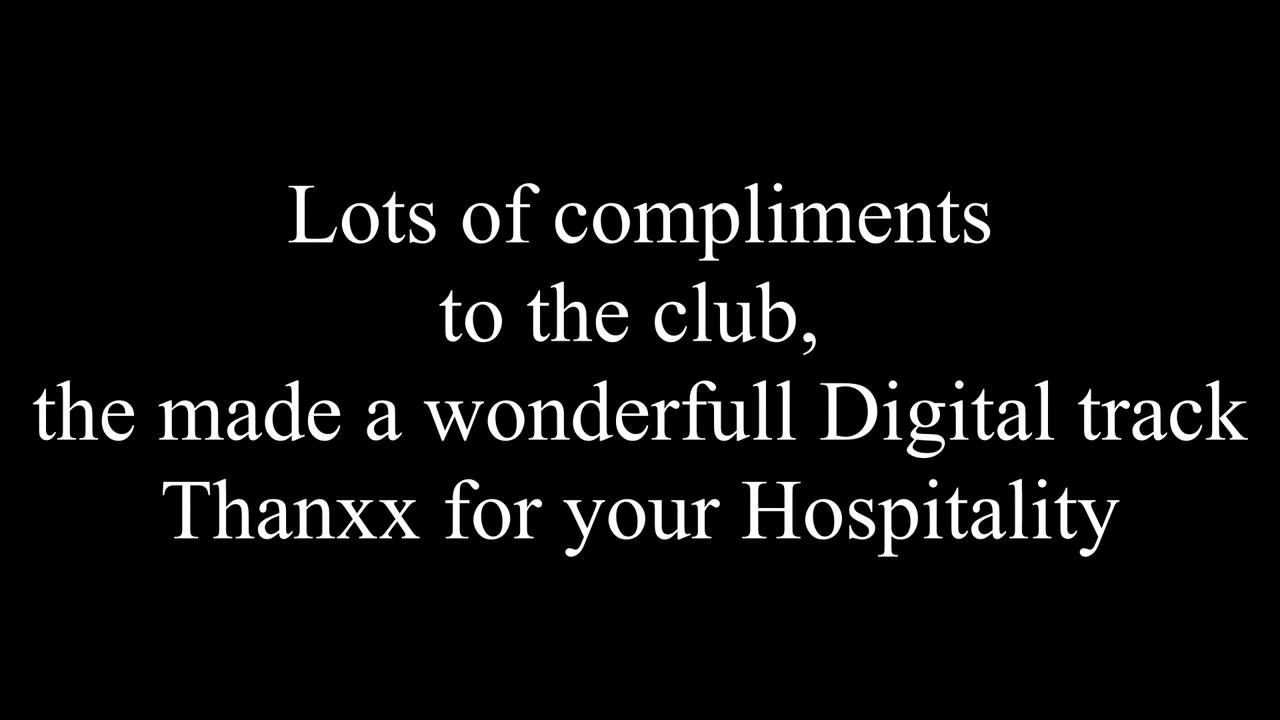 Lots of compliments
to the club,
the made a wonderfull Digital track
Thanxx for your Hospitality